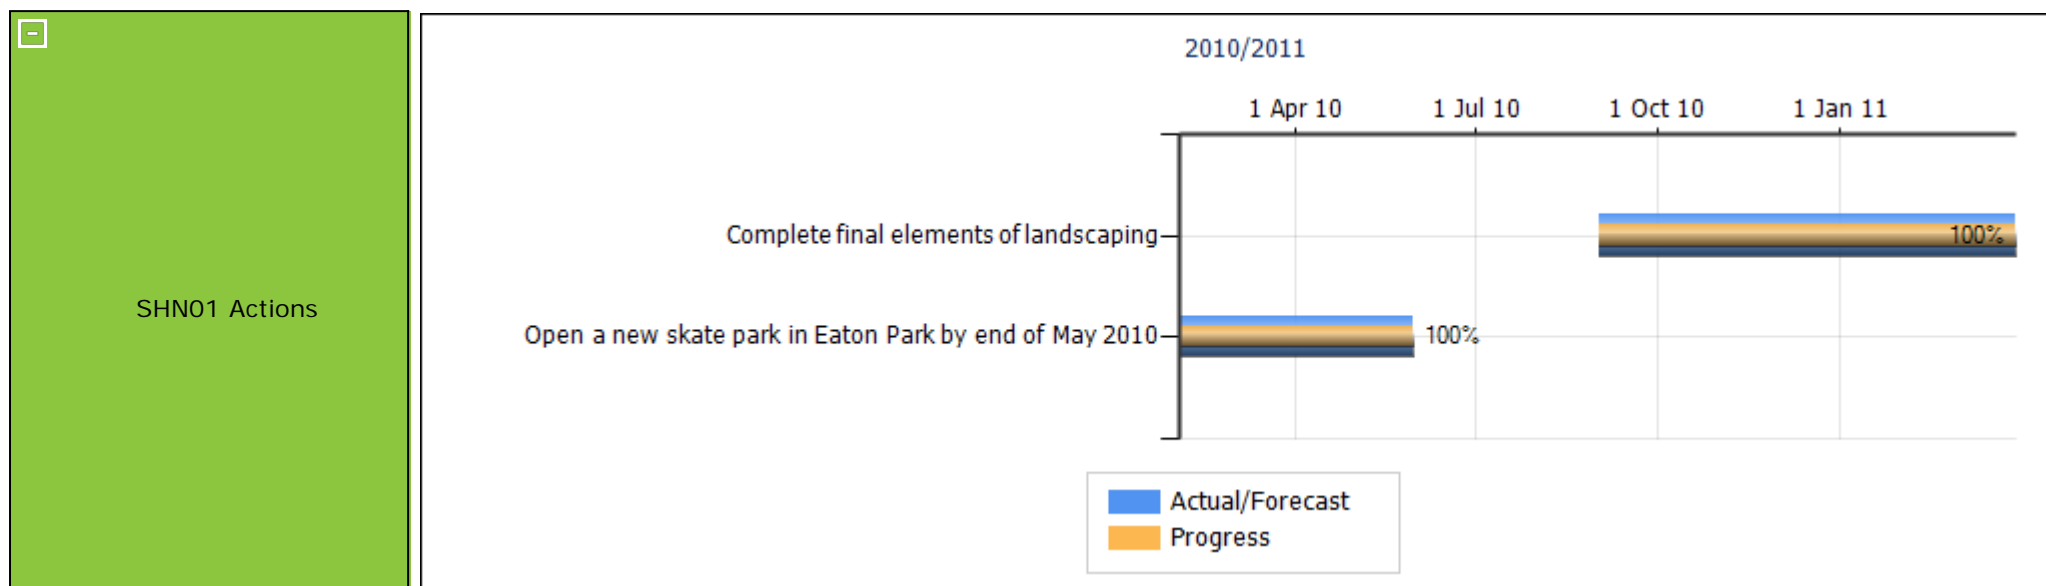 SHN01 Actions
2010/2011
1 Apr 10 1 Jul 10 1 Oct 10 1 Jan 11
Complete final elements of landscaping 100%
Open a new skate park in Eaton Park by end of May 2010 100%
Actual/Forecast
Progress